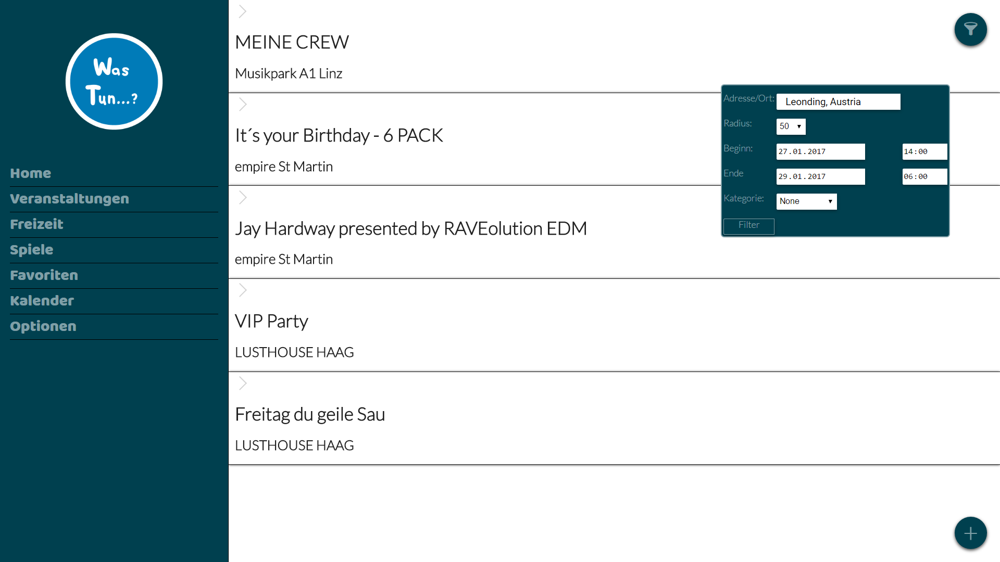 Was
Tun...?
Home
Veranstaltungen
Freizeit
Spiele
Favoriten
Kalender
Optionen
MEINE CREW
Musikpark A1 Linz
It´s your Birthday - 6 PACK
empire St Martin
Jay Hardway presented by RAVEolution EDM
empire St Martin
VIP Party
LUSTHOUSE HAAG
Freitag du geile Sau
LUSTHOUSE HAAG
Adresse/Ort: Leonding, Austria
Radius: 50
Beginn: 27.01.2017 14:00
Ende 29.01.2017 06:00
Kategorie: None
Filter